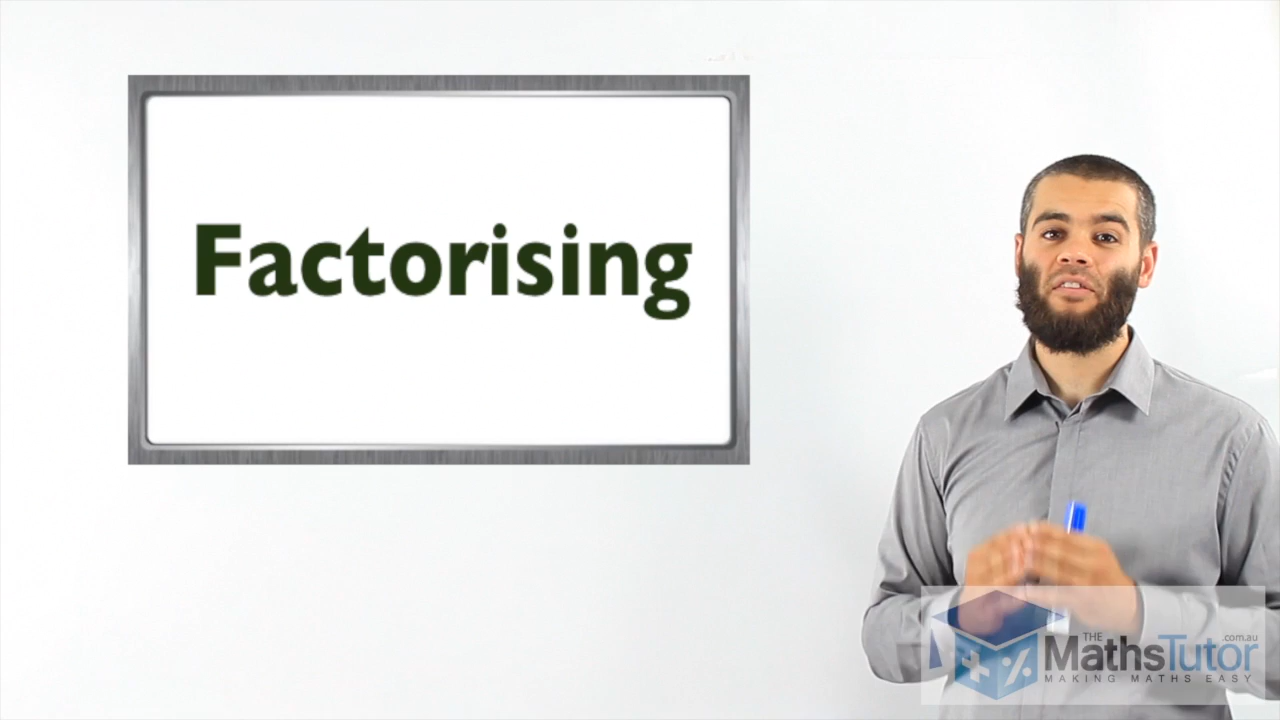 Factorising
THE
MathsTutor
.com.au
MAKING MATHS EASY